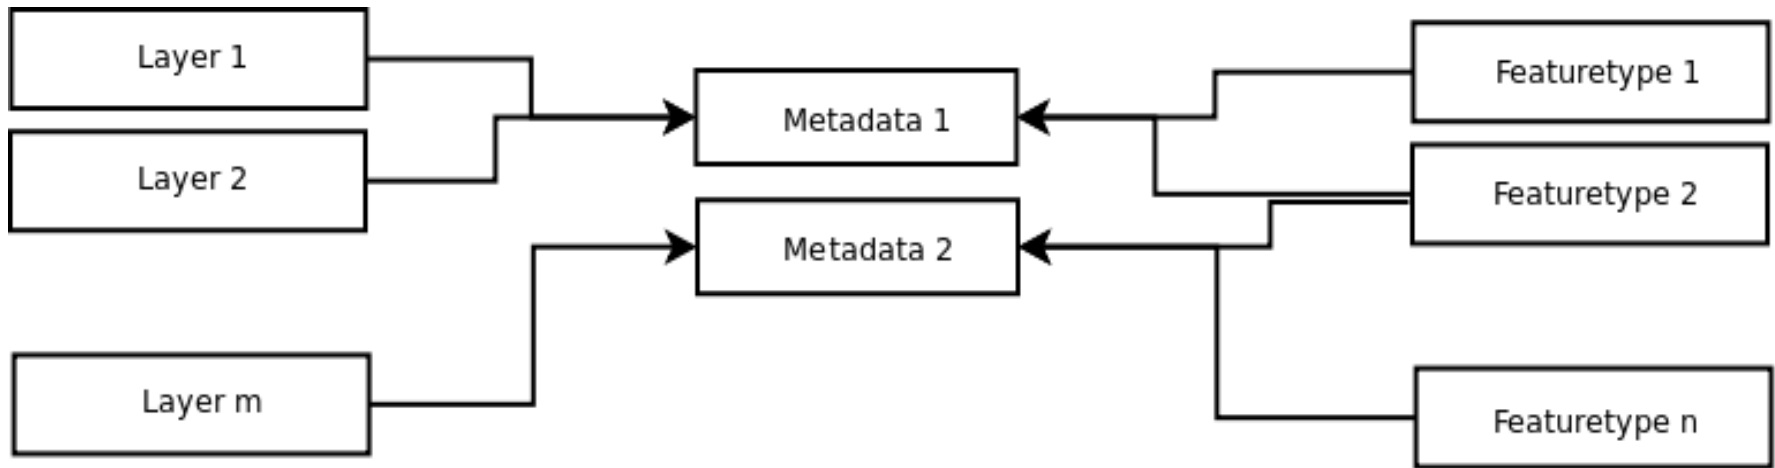 Layer 1
Layer 2
Layer m
Metadata 1
Metadata 2
Featuretype 1
Featuretype 2
Featuretype n